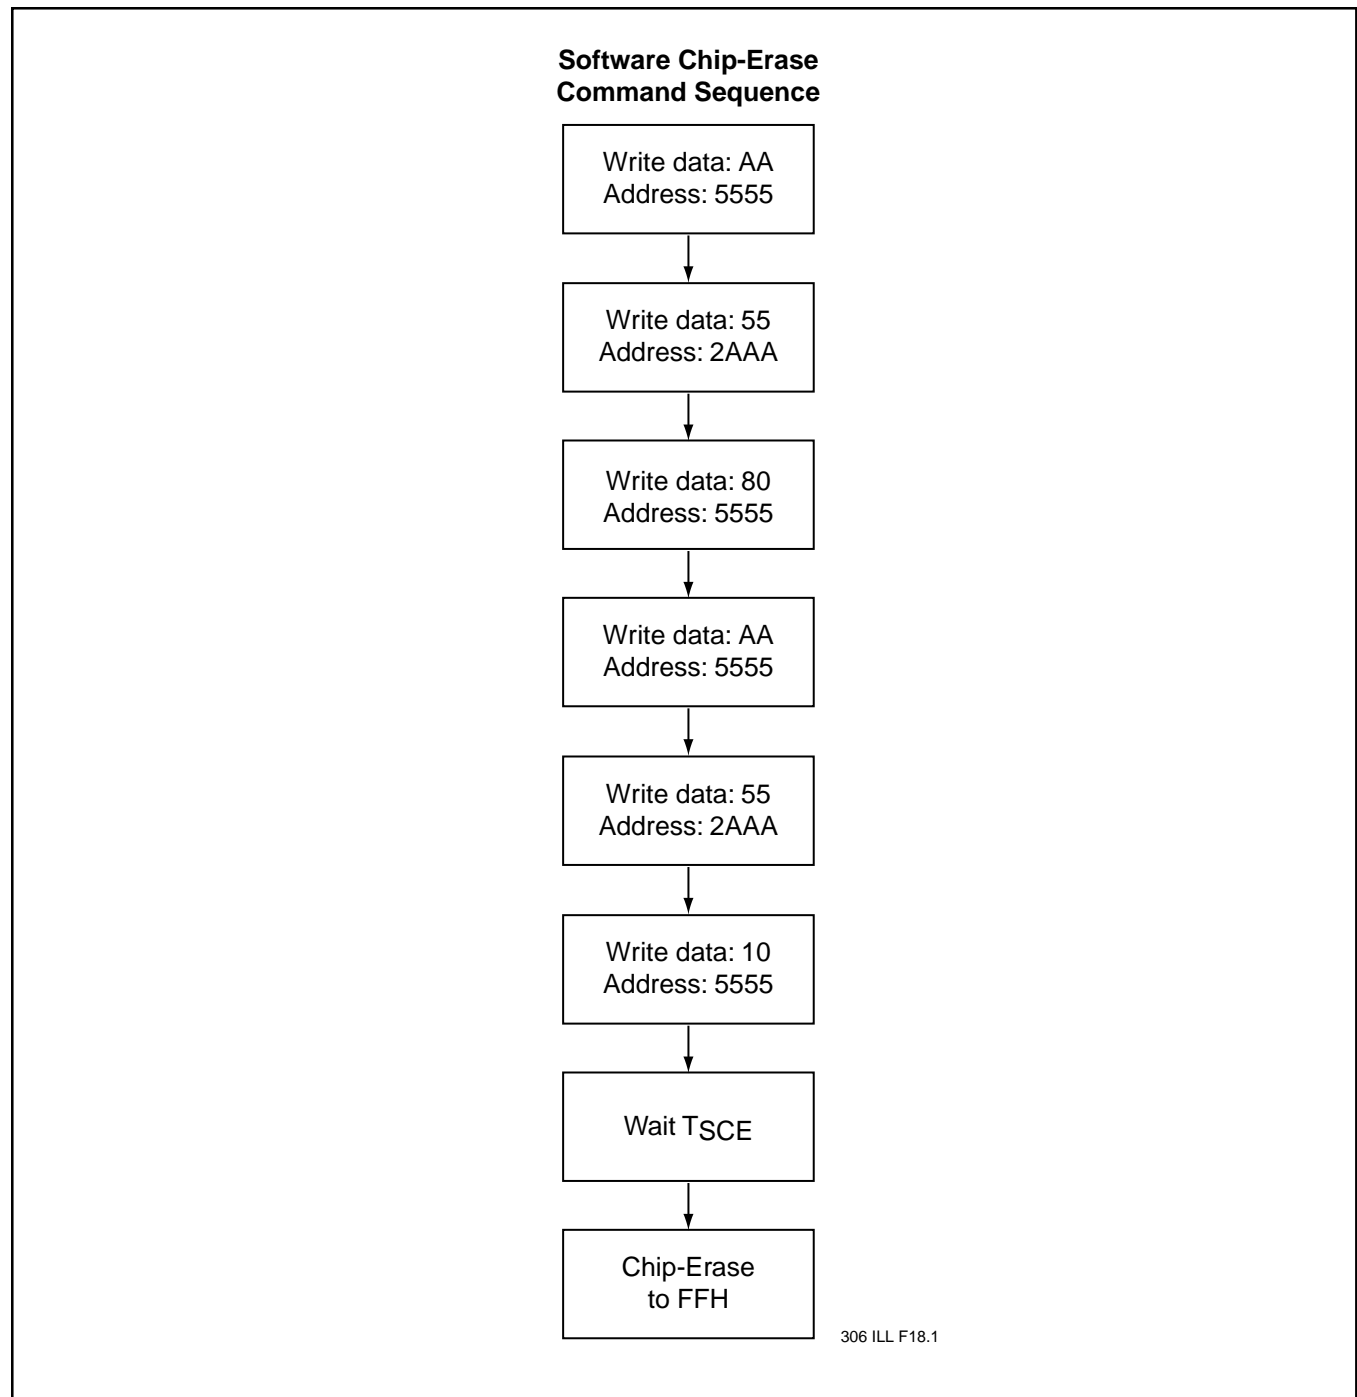 Software Chip-Erase
Command Sequence
Write data: AA
Address: 5555
Write data: 55
Address: 2AAA
Write data: 80
Address: 5555
Write data: AA
Address: 5555
Write data: 55
Address: 2AAA
Write data: 10
Address: 5555
Wait TSCE
Chip-Erase
to FFH
306 ILL F18.1